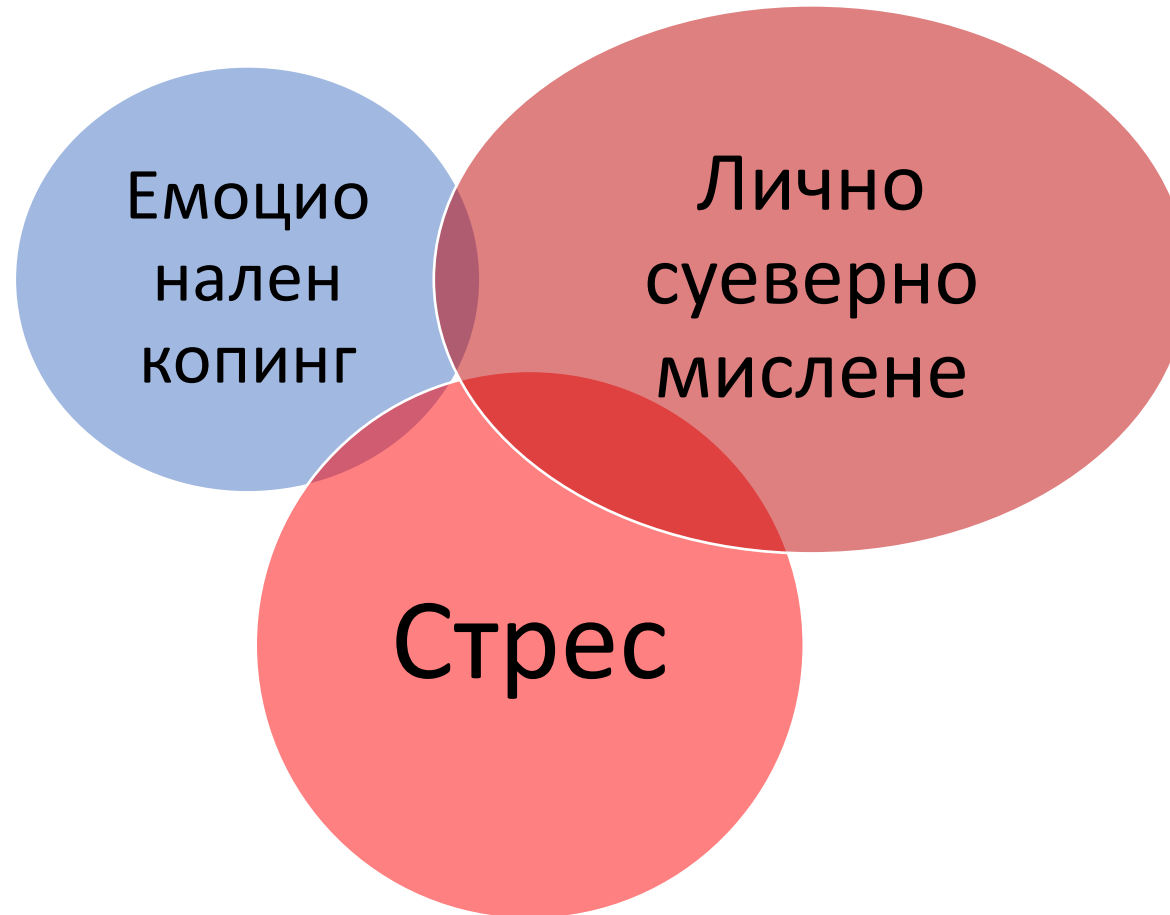 Емоцио
нален
копинг
Лично
суеверно
мислене
Стрес